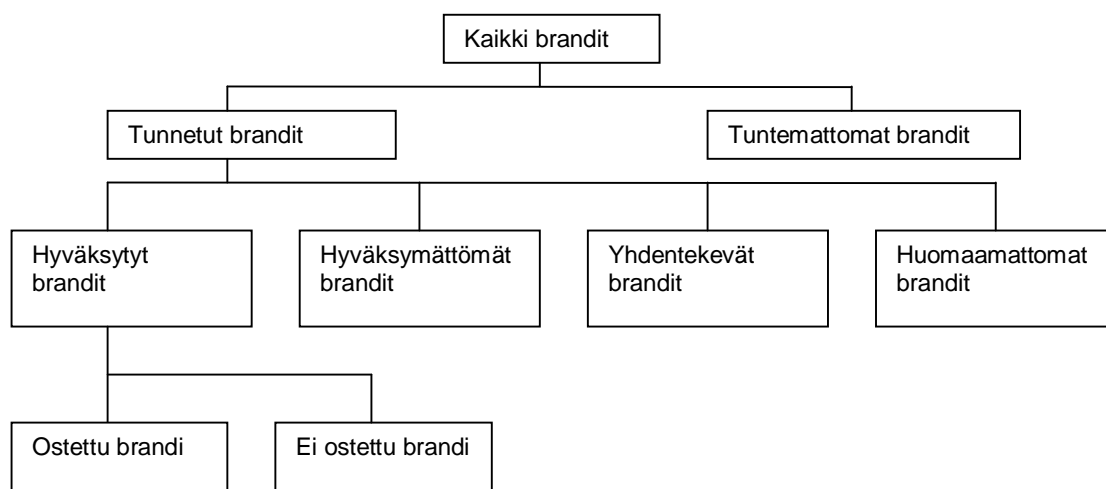 Kaikki brandit
Tunnetut brandit
Tuntemattomat brandit
Hyväksytyt
brandit
Hyväksymättömät
brandit
Yhdentekevät
brandit
Huomaamattomat
brandit
Ostettu brandi
Ei ostettu brandi